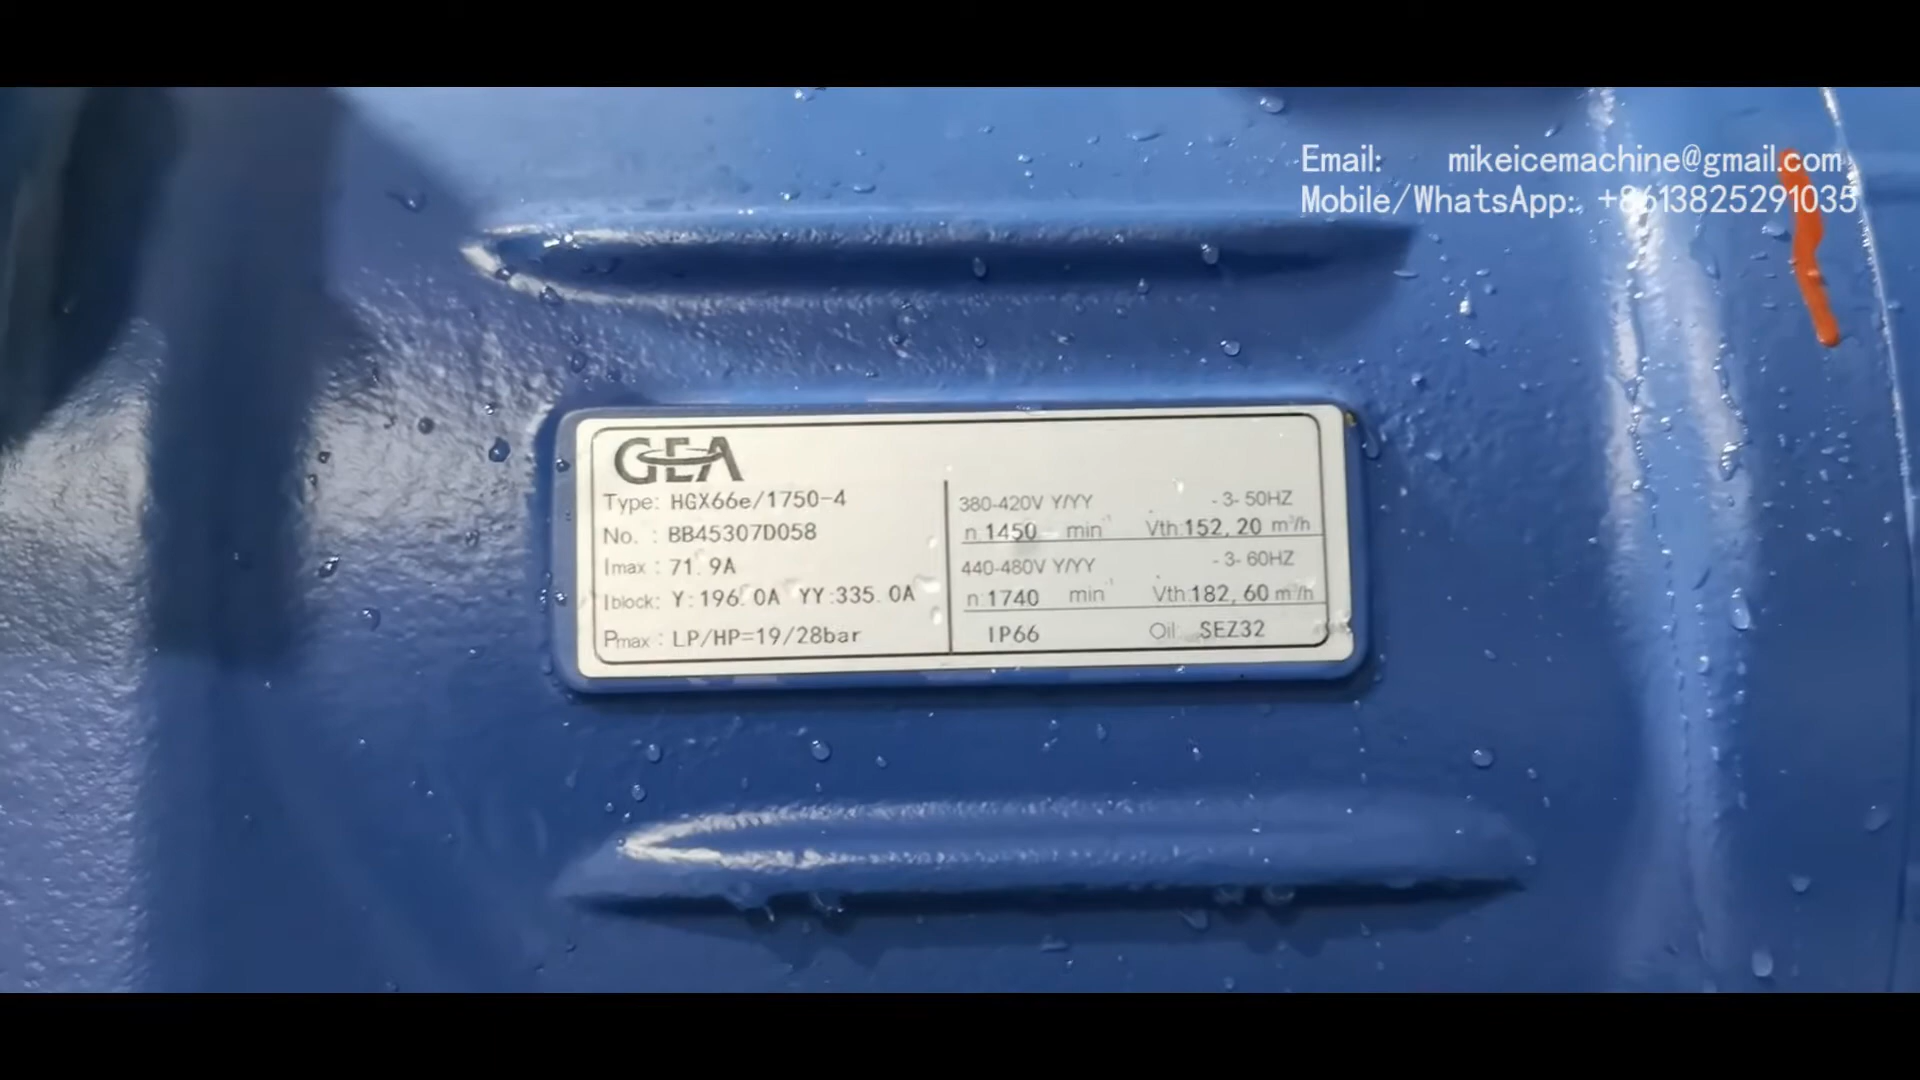 Email: mikeicemachine@gmail.com
Mobile/WhatsApp: +8613825291035
GEA
Type: HGX66e/1750-4
No. : BB45307D058
Imax : 71. 9A
Iblock: Y:196. 0A YY:335. 0A
Pmax : LP/HP=19/28bar
380-420V Y/YY -3- 50HZ
n:1450 min⁻¹ Vth:152, 20 m³/h
440-480V Y/YY -3- 60HZ
n:1740 min⁻¹ Vth:182, 60 m³/h
IP66 Oil: SEZ32